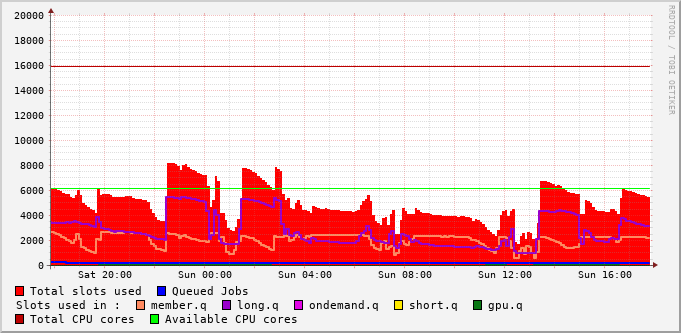 20000
18000
16000
14000
12000
10000
8000
6000
4000
2000
0
Sat 20:00 Sun 00:00 Sun 04:00 Sun 08:00 Sun 12:00 Sun 16:00
RRDTOOL / TOBI OETIKER
Total slots used Queued Jobs
Slots used in : member.q long.q ondemand.q short.q gpu.q
Total CPU cores Available CPU cores